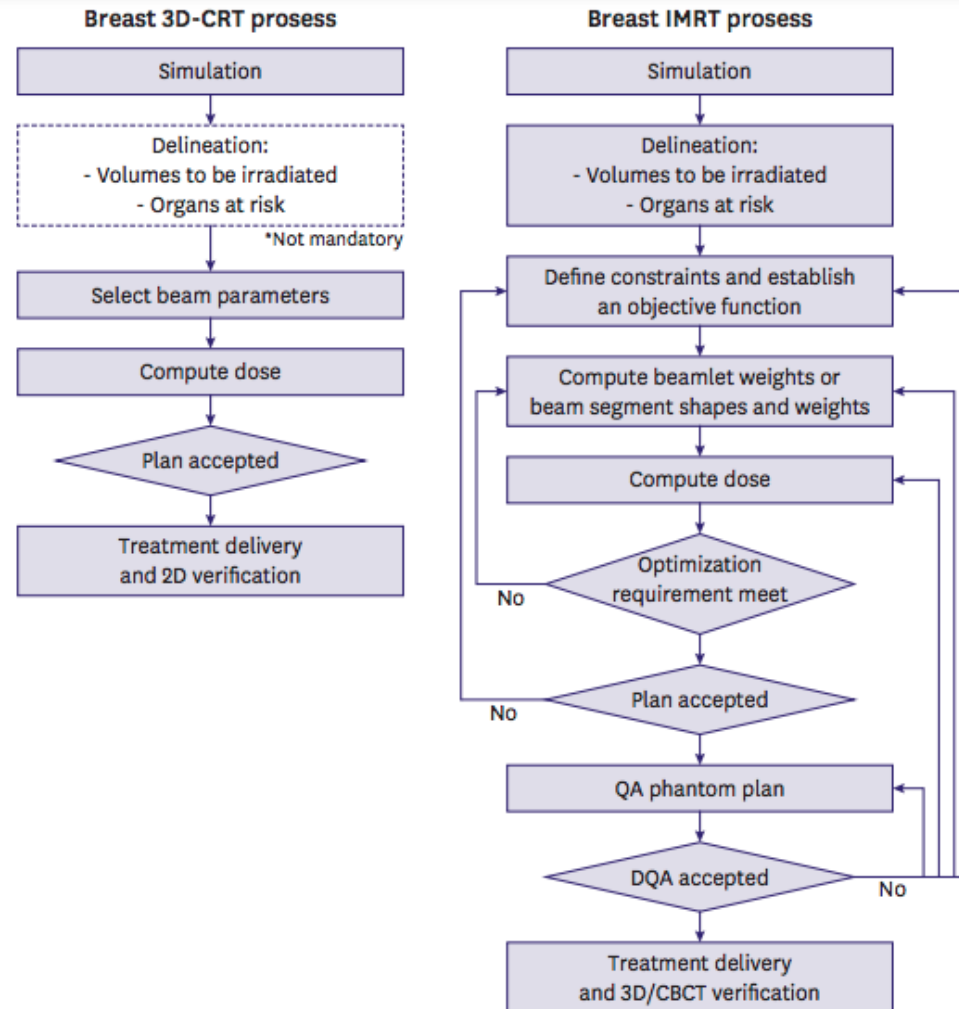 Breast 3D-CRT prosess
Simulation
Delineation:
- Volumes to be irradiated
- Organs at risk
*Not mandatory
Select beam parameters
Compute dose
Plan accepted
Treatment delivery
and 2D verification
Breast IMRT prosess
Simulation
Delineation:
- Volumes to be irradiated
- Organs at risk
Define constraints and establish
an objective function
Compute beamlet weights or
beam segment shapes and weights
Compute dose
Optimization
requirement meet
No
Plan accepted
No
QA phantom plan
DQA accepted
No
Treatment delivery
and 3D/CBCT verification